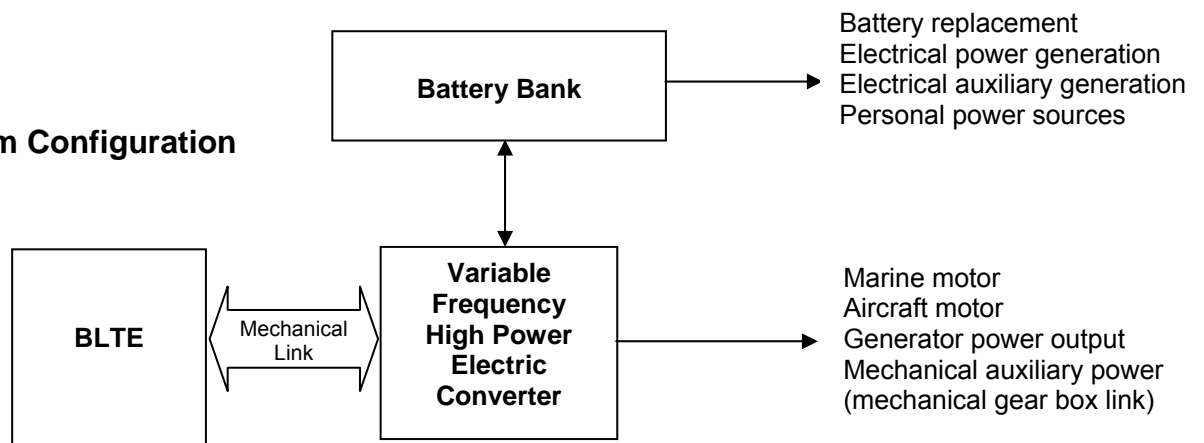 Battery replacement
Electrical power generation
Electrical auxiliary generation
Personal power sources
Battery Bank
m Configuration
BLTE
Mechanical
Link
Variable
Frequency
High Power
Electric
Converter
Marine motor
Aircraft motor
Generator power output
Mechanical auxiliary power
(mechanical gear box link)